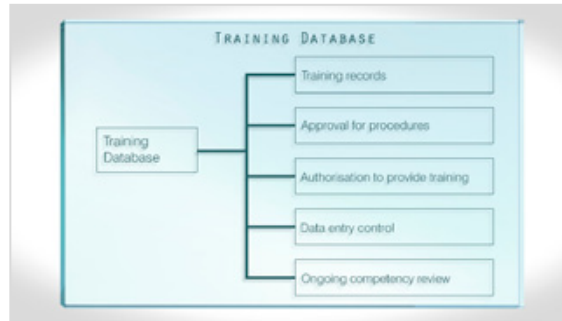 TRAINING DATABASE
Training records
Approval for procedures
Training
Database
Authorisation to provide training
Data entry control
Ongoing competency review